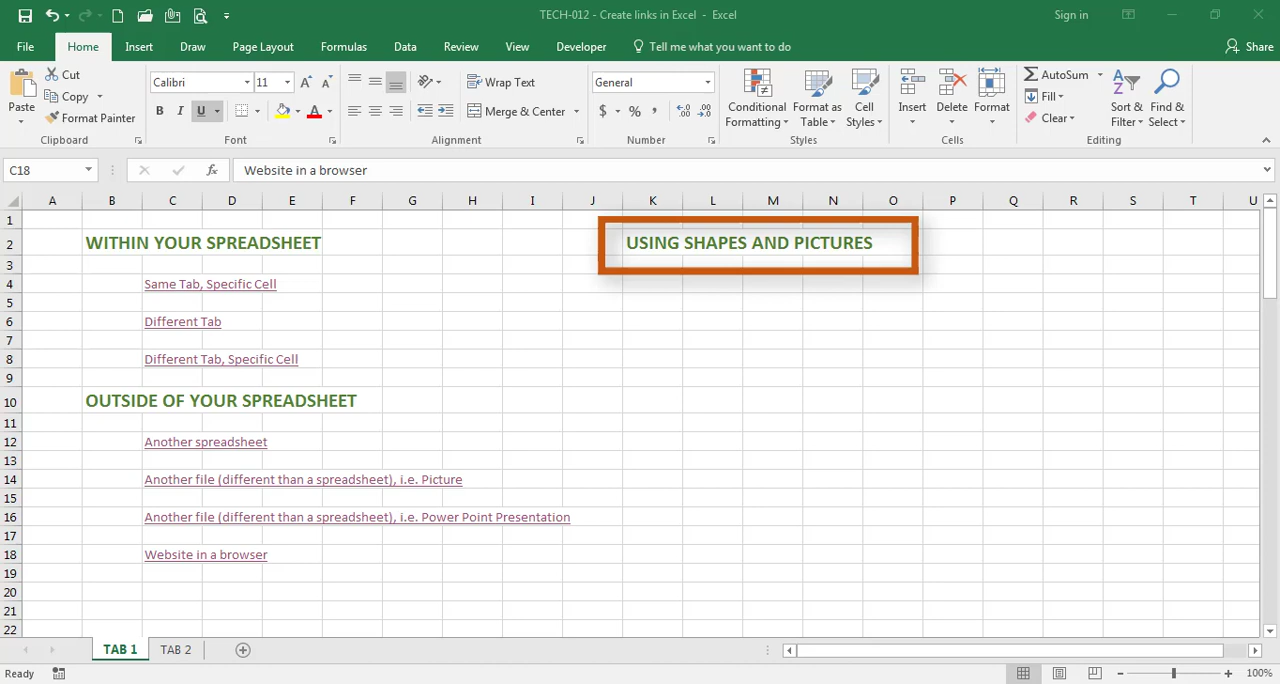 TECH-012 - Create links in Excel - Excel
Sign in
File Home Insert Draw Page Layout Formulas Data Review View Developer Tell me what you want to do Share
Paste
Cut
Copy
Format Painter
Clipboard
Calibri 11
B I U
A A
A
Font
Wrap Text
Merge & Center
Alignment
General
$ % ,
.0 .00
.00 .0
Number
Conditional Formatting
Format as Table
Cell Styles
Styles
Insert
Delete
Format
Cells
AutoSum
Fill
Clear
Sort & Filter
Find & Select
Editing
C18 fx Website in a browser
A B C D E F G H I J K L M N O P Q R S T U
1
2 WITHIN YOUR SPREADSHEET USING SHAPES AND PICTURES
3
4 Same Tab, Specific Cell
5
6 Different Tab
7
8 Different Tab, Specific Cell
9
10 OUTSIDE OF YOUR SPREADSHEET
11
12 Another spreadsheet
13
14 Another file (different than a spreadsheet), i.e. Picture
15
16 Another file (different than a spreadsheet), i.e. Power Point Presentation
17
18 Website in a browser
19
20
21
22
TAB 1 TAB 2
Ready 100%